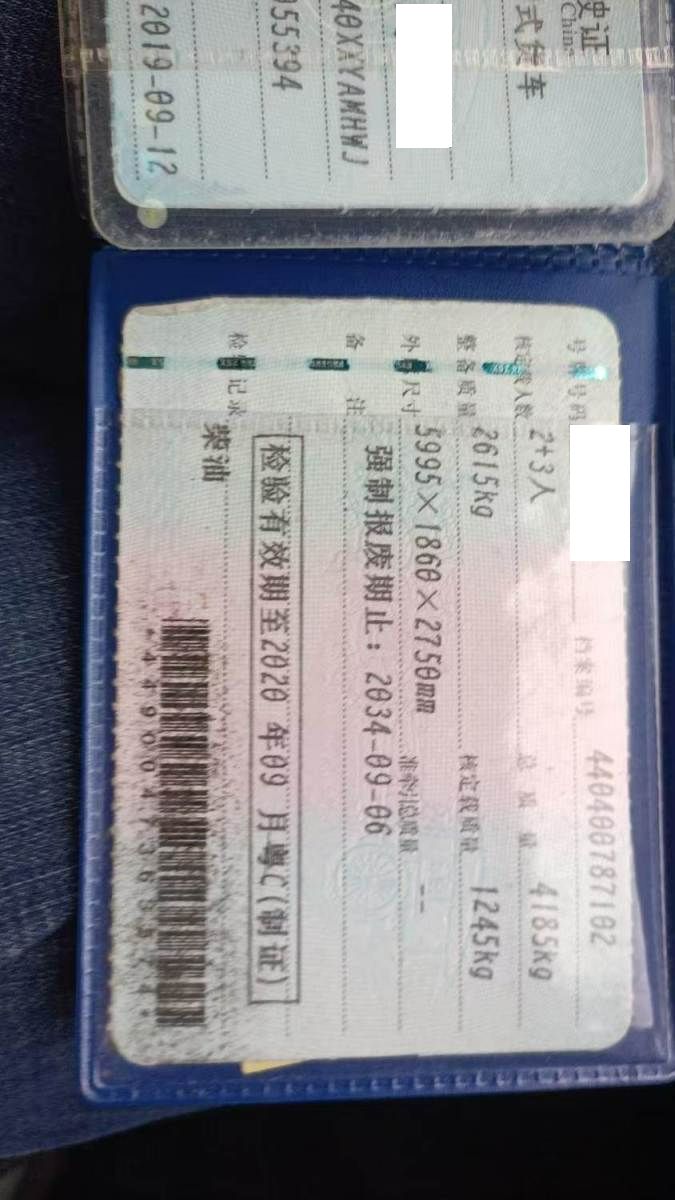 驶证
China
式货车
40XXYAMHWJ
055394
2019-09-12
号牌号码
档案编号 440400787102
核定载人数 2+3人 总质量 4185kg
整备质量 2615kg 核定载质量 1245kg
外廓尺寸 5995×1860×2750mm 准牵引总质量 --
备注 强制报废期止：2034-09-06
检验有效期至2020年09月粤C(制证)
检验记录
柴油